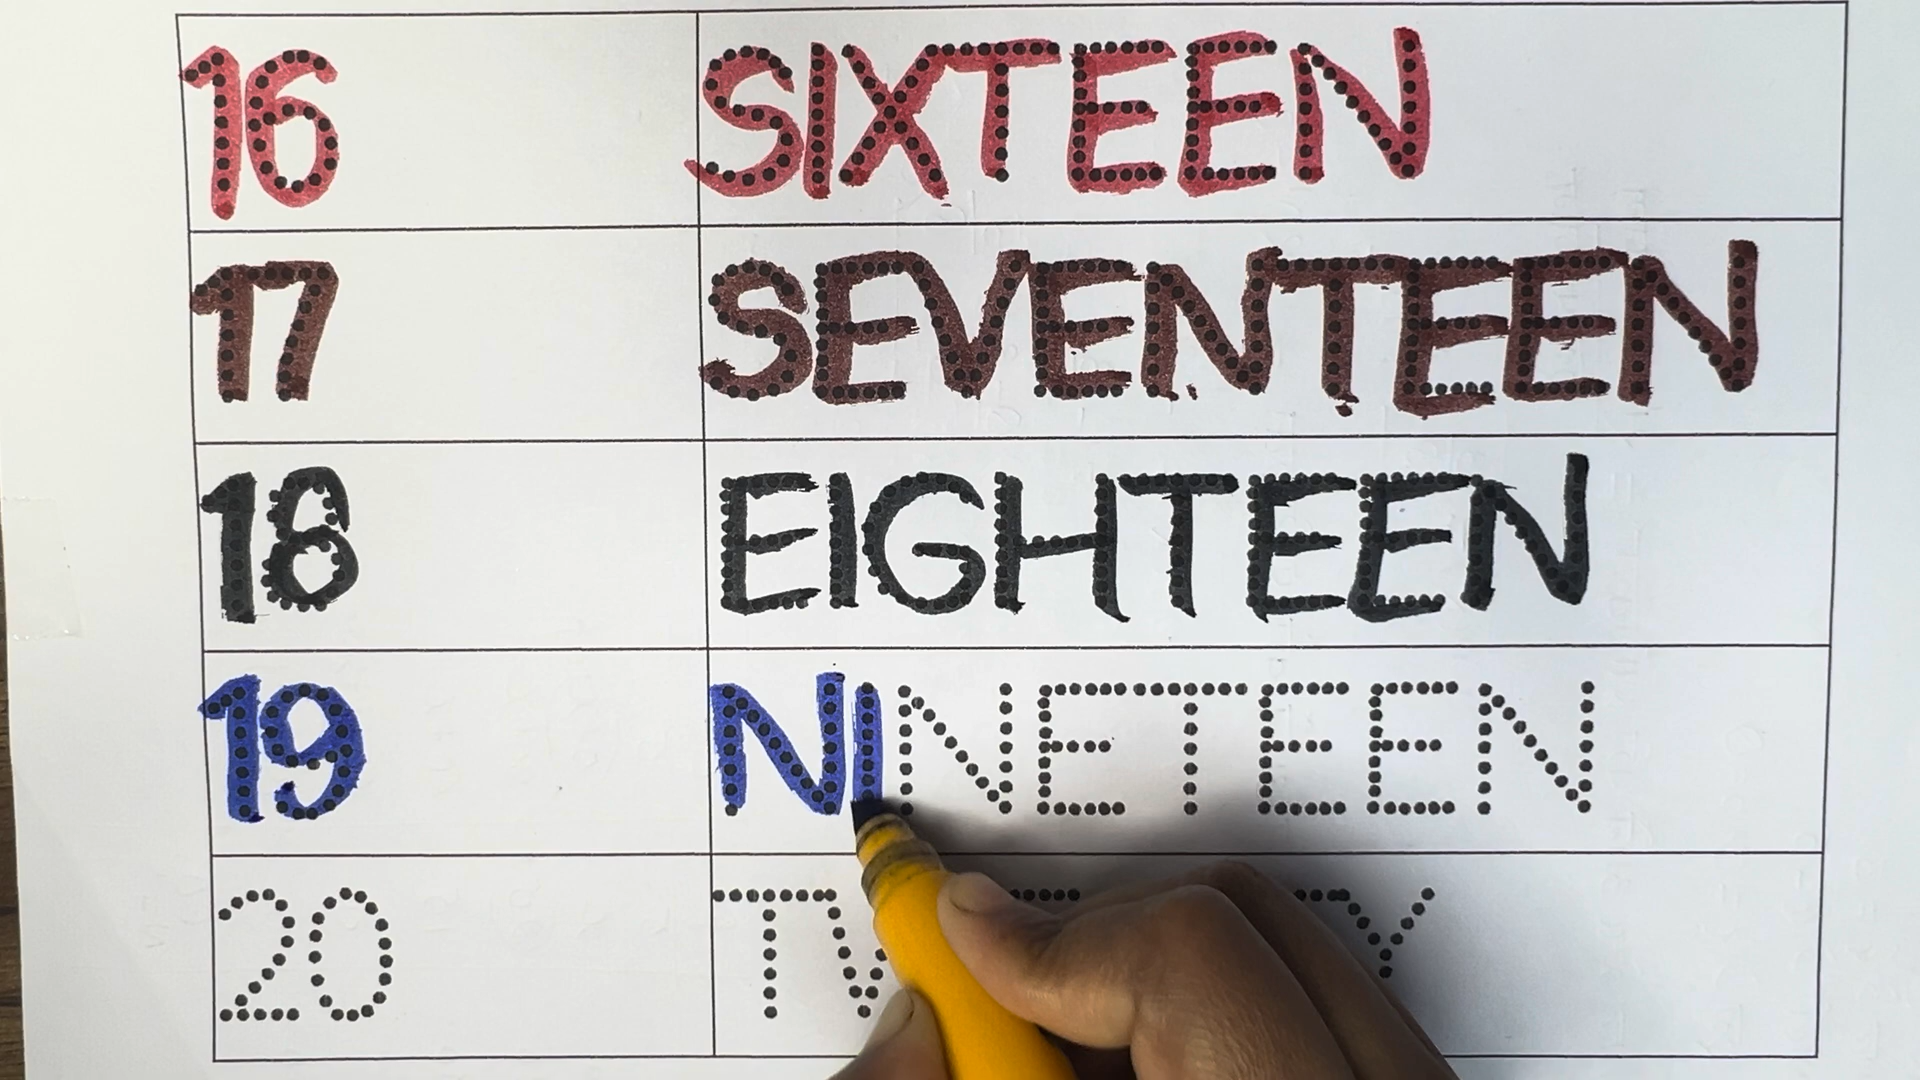 16 SIXTEEN
17 SEVENTEEN
18 EIGHTEEN
19 NINETEEN
20